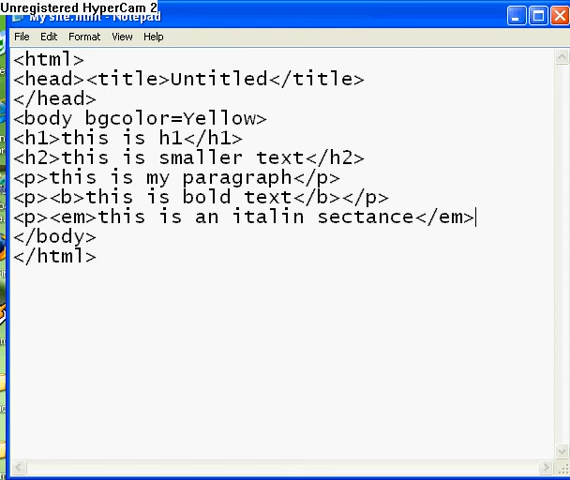 Unregistered HyperCam 2
My site.html - Notepad
File Edit Format View Help
<html>
<head><title>Untitled</title>
</head>
<body bgcolor=Yellow>
<h1>this is h1</h1>
<h2>this is smaller text</h2>
<p>this is my paragraph</p>
<p><b>this is bold text</b></p>
<p><em>this is an italin sectance</em>
</body>
</html>